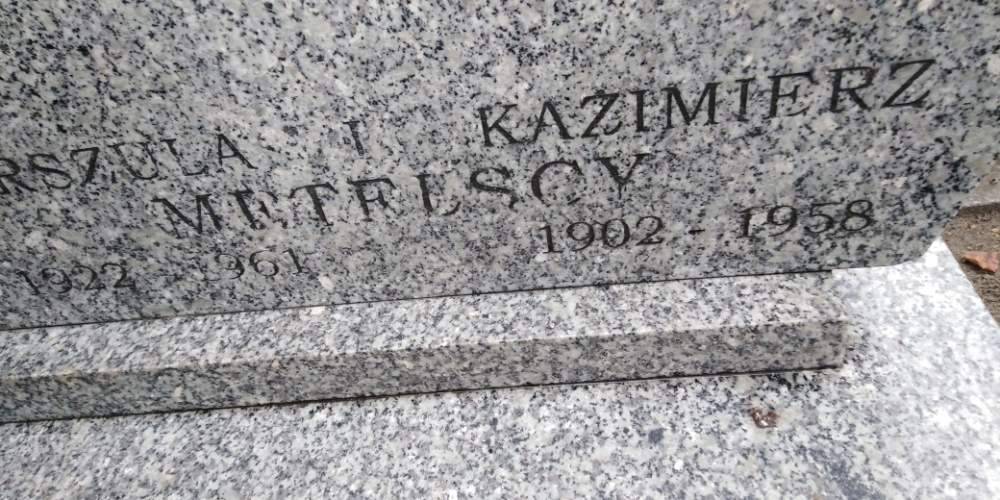 RSZULA I KAZIMIERZ
METELSCY
1922 - 1961 1902 - 1958